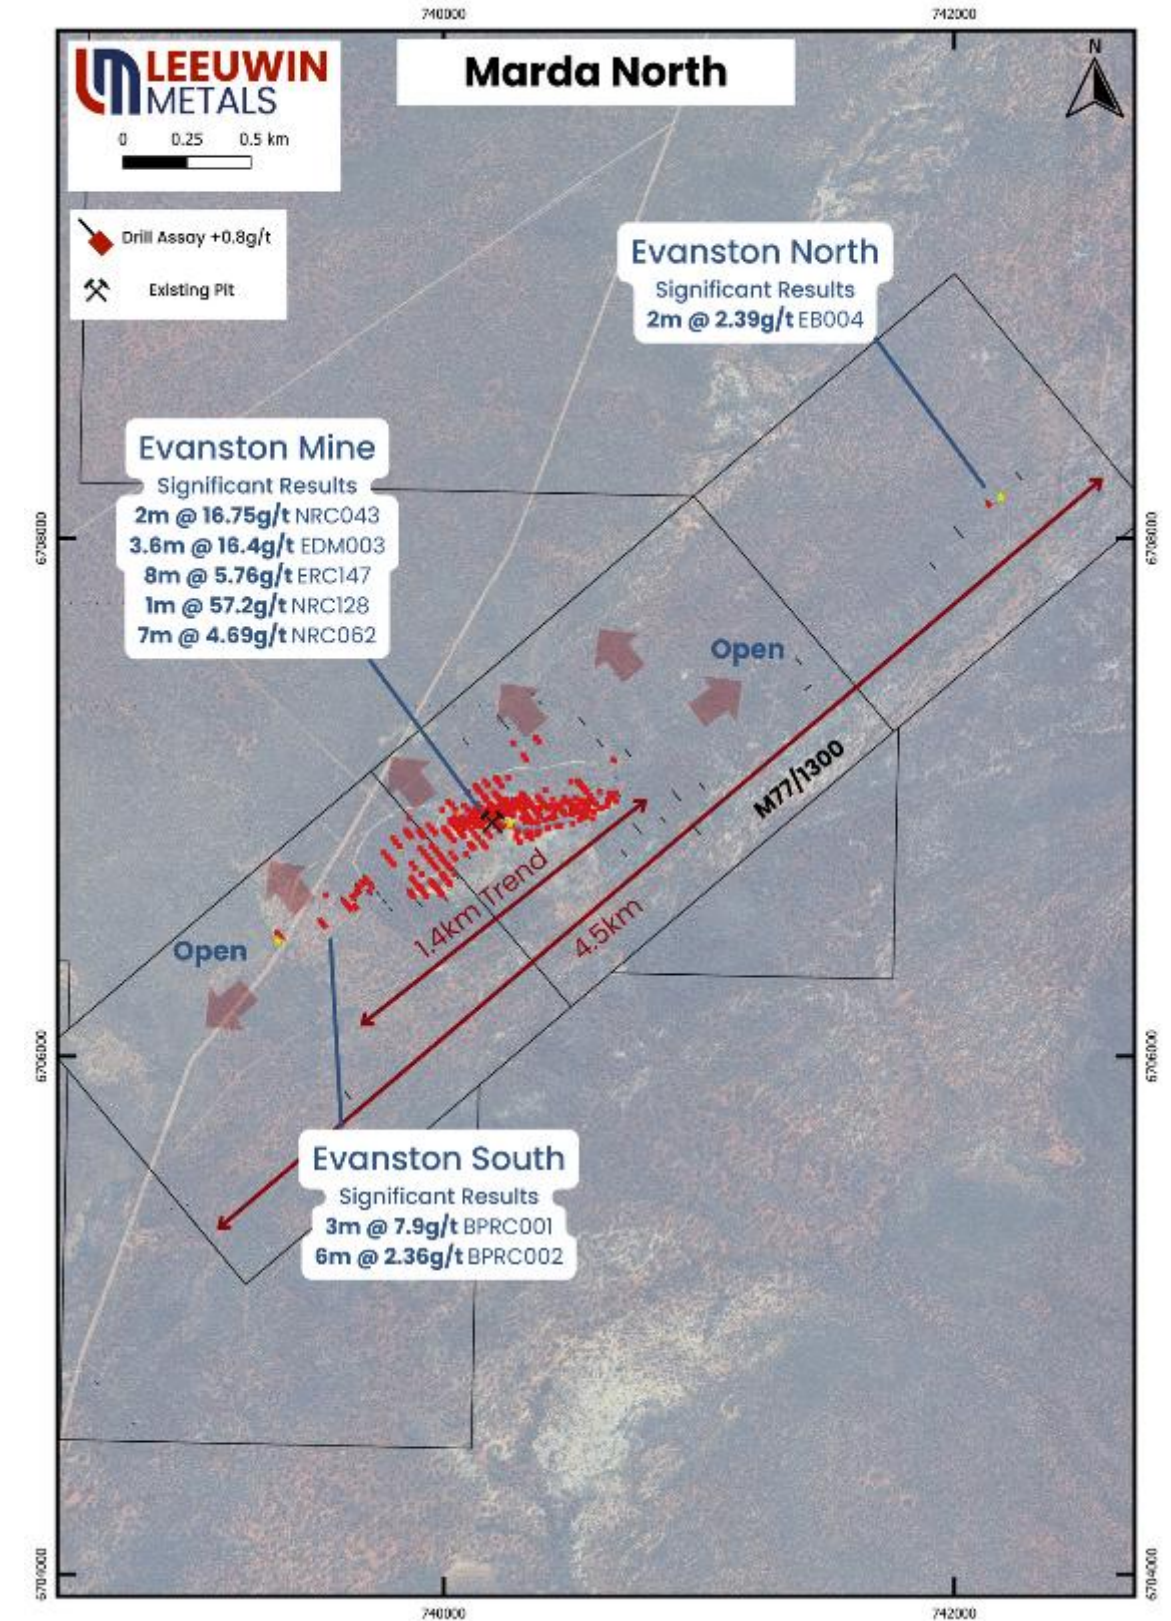 740000
742000
LEEUWIN
METALS
0 0.25 0.5 km
Marda North
N
Drill Assay +0.8g/t
Existing Pit
Evanston North
Significant Results
2m @ 2.39g/t EB004
Evanston Mine
Significant Results
2m @ 16.75g/t NRC043
3.6m @ 16.4g/t EDM003
8m @ 5.76g/t ERC147
1m @ 57.2g/t NRC128
7m @ 4.69g/t NRC062
6708000
6708000
Open
M77/1300
1.4km Trend
4.5km
Open
6706000
6706000
Evanston South
Significant Results
3m @ 7.9g/t BPRC001
6m @ 2.36g/t BPRC002
6704000
6704000
740000
742000